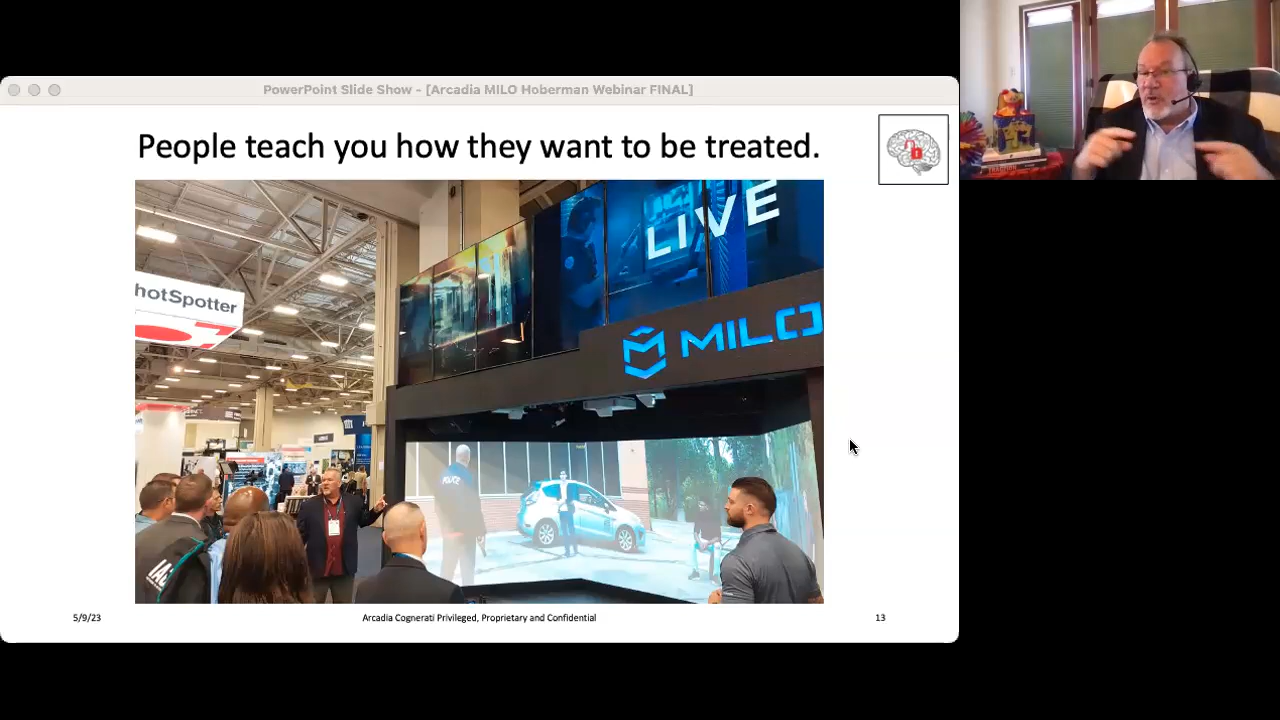 PowerPoint Slide Show - [Arcadia MILO Hoberman Webinar FINAL]
People teach you how they want to be treated.
LIVE
hotSpotter
MILO
POLICE
IAC
5/9/23
Arcadia Cognerati Privileged, Proprietary and Confidential
13